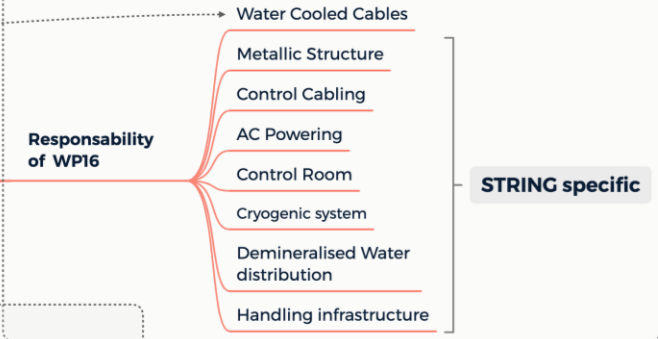 Water Cooled Cables
Metallic Structure
Control Cabling
AC Powering
Responsability
of WP16
Control Room
STRING specific
Cryogenic system
Demineralised Water
distribution
Handling infrastructure